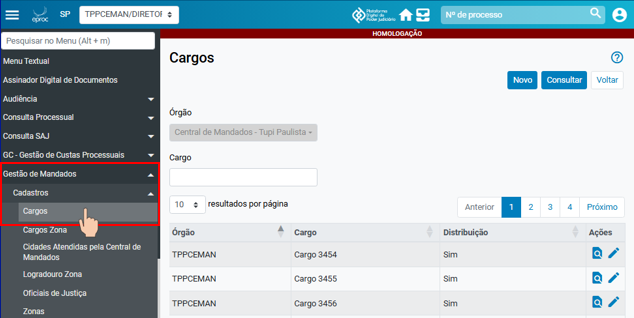 eproc
SP
TPPCEMAN/DIRETOR
Plataforma
Digital do
Poder Judiciário
Nº de processo
HOMOLOGAÇÃO
Pesquisar no Menu (Alt + m)
Menu Textual
Assinador Digital de Documentos
Audiência
Consulta Processual
Consulta SAJ
GC - Gestão de Custas Processuais
Gestão de Mandados
Cadastros
Cargos
Cargos Zona
Cidades Atendidas pela Central de
Mandados
Logradouro Zona
Oficiais de Justiça
Zonas
Cargos
Novo
Consultar
Voltar
Órgão
Central de Mandados - Tupi Paulista
Cargo
10 resultados por página
Anterior 1 2 3 4 Próximo
Órgão Cargo Distribuição Ações
TPPCEMAN Cargo 3454 Sim
TPPCEMAN Cargo 3455 Sim
TPPCEMAN Cargo 3456 Sim